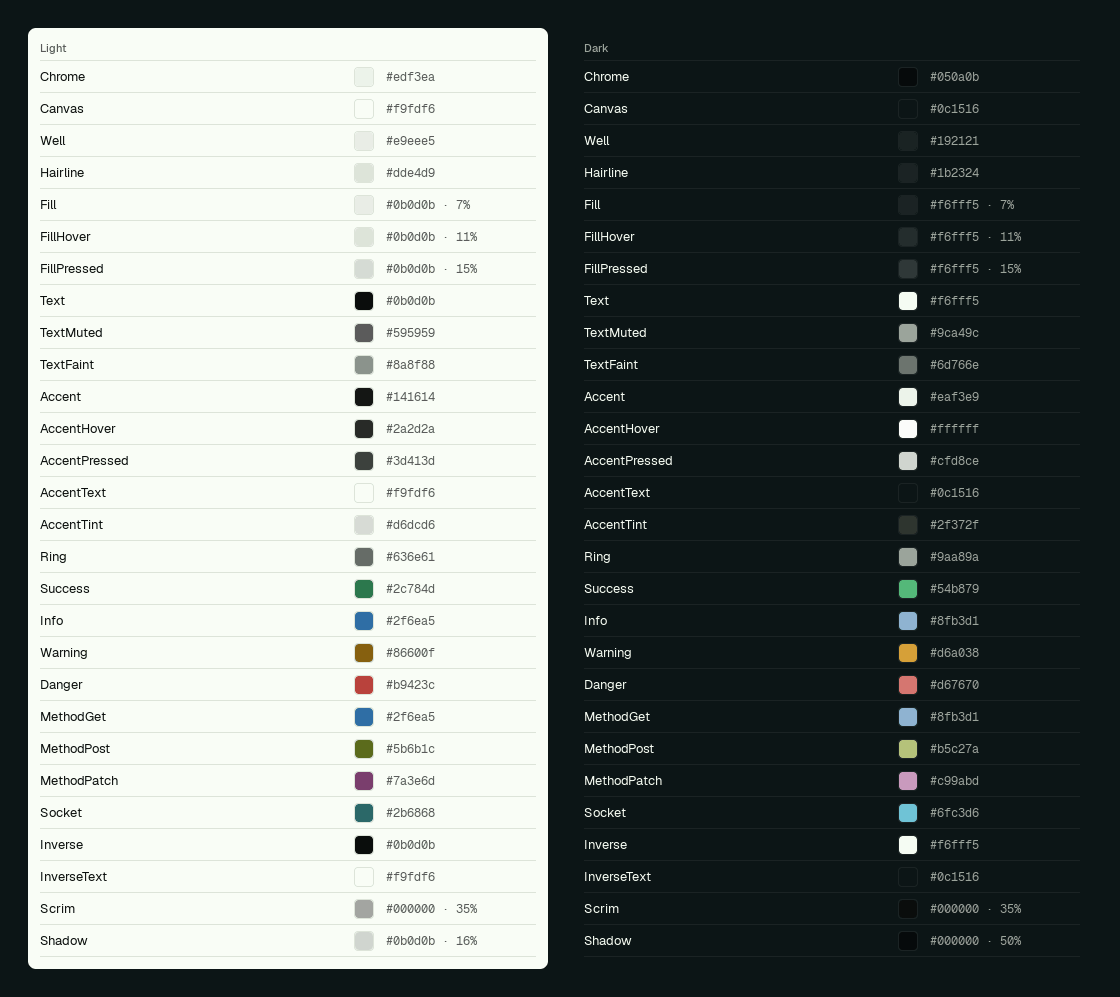 Light
Chrome #edf3ea
Canvas #f9fdf6
Well #e9eee5
Hairline #dde4d9
Fill #0b0d0b · 7%
FillHover #0b0d0b · 11%
FillPressed #0b0d0b · 15%
Text #0b0d0b
TextMuted #595959
TextFaint #8a8f88
Accent #141614
AccentHover #2a2d2a
AccentPressed #3d413d
AccentText #f9fdf6
AccentTint #d6dcd6
Ring #636e61
Success #2c784d
Info #2f6ea5
Warning #86600f
Danger #b9423c
MethodGet #2f6ea5
MethodPost #5b6b1c
MethodPatch #7a3e6d
Socket #2b6868
Inverse #0b0d0b
InverseText #f9fdf6
Scrim #000000 · 35%
Shadow #0b0d0b · 16%
Dark
Chrome #050a0b
Canvas #0c1516
Well #192121
Hairline #1b2324
Fill #f6fff5 · 7%
FillHover #f6fff5 · 11%
FillPressed #f6fff5 · 15%
Text #f6fff5
TextMuted #9ca49c
TextFaint #6d766e
Accent #eaf3e9
AccentHover #ffffff
AccentPressed #cfd8ce
AccentText #0c1516
AccentTint #2f372f
Ring #9aa89a
Success #54b879
Info #8fb3d1
Warning #d6a038
Danger #d67670
MethodGet #8fb3d1
MethodPost #b5c27a
MethodPatch #c99abd
Socket #6fc3d6
Inverse #f6fff5
InverseText #0c1516
Scrim #000000 · 35%
Shadow #000000 · 50%